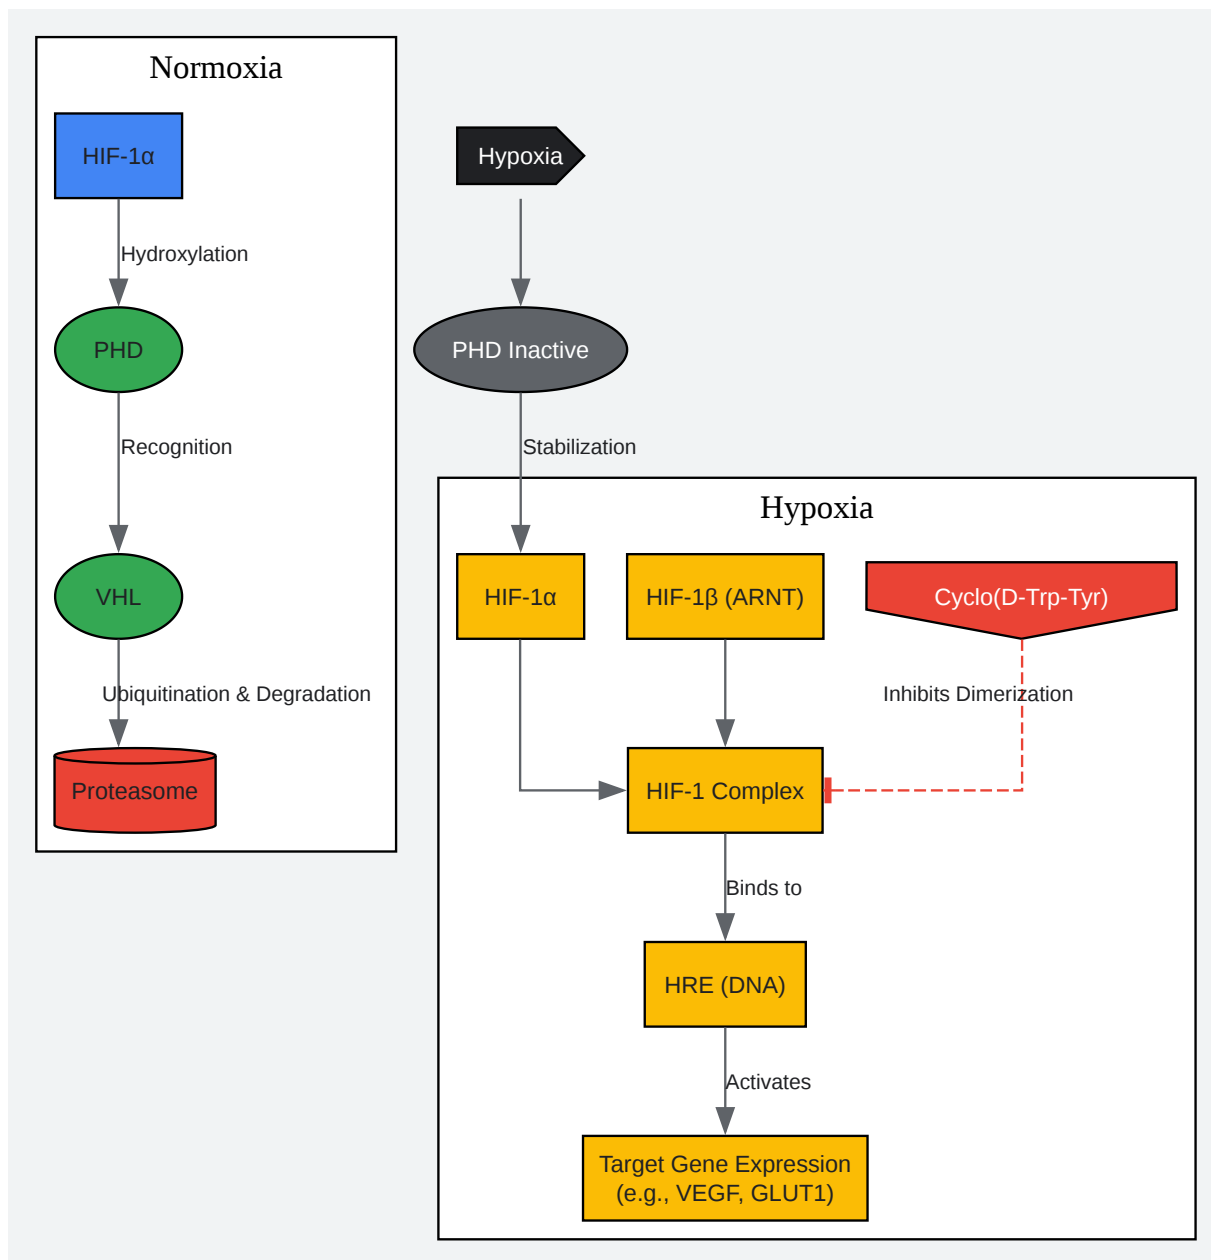 Normoxia
HIF-1α
Hydroxylation
PHD
Recognition
VHL
Ubiquitination & Degradation
Proteasome
Hypoxia
PHD Inactive
Stabilization
Hypoxia
HIF-1α
HIF-1β (ARNT)
Cyclo(D-Trp-Tyr)
Inhibits Dimerization
HIF-1 Complex
Binds to
HRE (DNA)
Activates
Target Gene Expression
(e.g., VEGF, GLUT1)